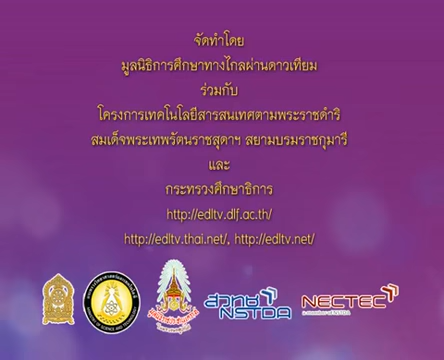 จัดทำโดย
มูลนิธิการศึกษาทางไกลผ่านดาวเทียม
ร่วมกับ
โครงการเทคโนโลยีสารสนเทศตามพระราชดำริ
สมเด็จพระเทพรัตนราชสุดาฯ สยามบรมราชกุมารี
และ
กระทรวงศึกษาธิการ
http://edltv.dlf.ac.th/
http://edltv.thai.net/, http://edltv.net/
สวทช
NSTDA
NECTEC
a member of NSTDA